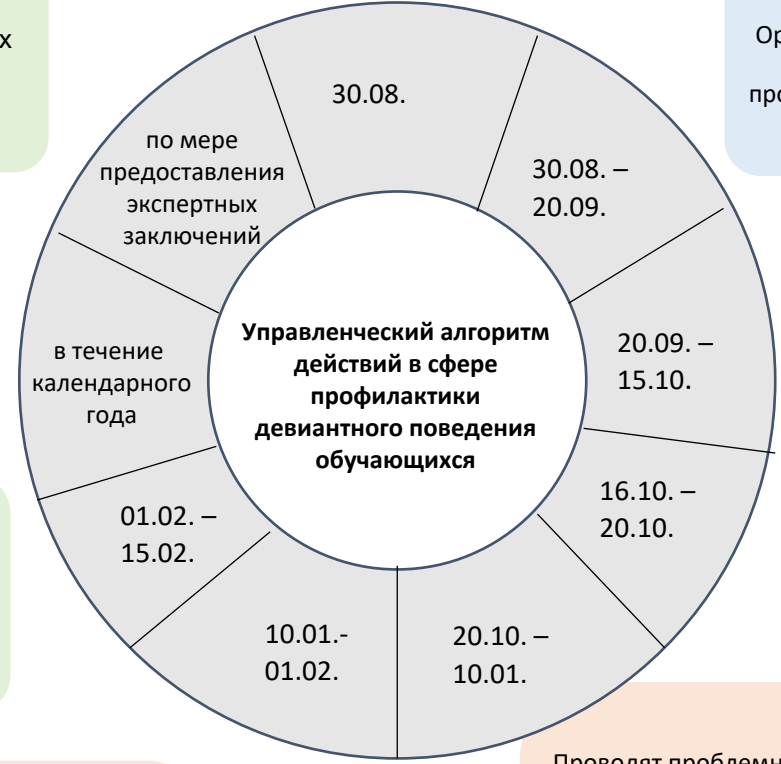 30.08.
30.08. –
20.09.
20.09. –
15.10.
16.10. –
20.10.
20.10. –
10.01.
10.01.-
01.02.
01.02. –
15.02.
в течение
календарного
года
по мере
предоставления
экспертных
заключений
Управленческий алгоритм
действий в сфере
профилактики
девиантного поведения
обучающихся